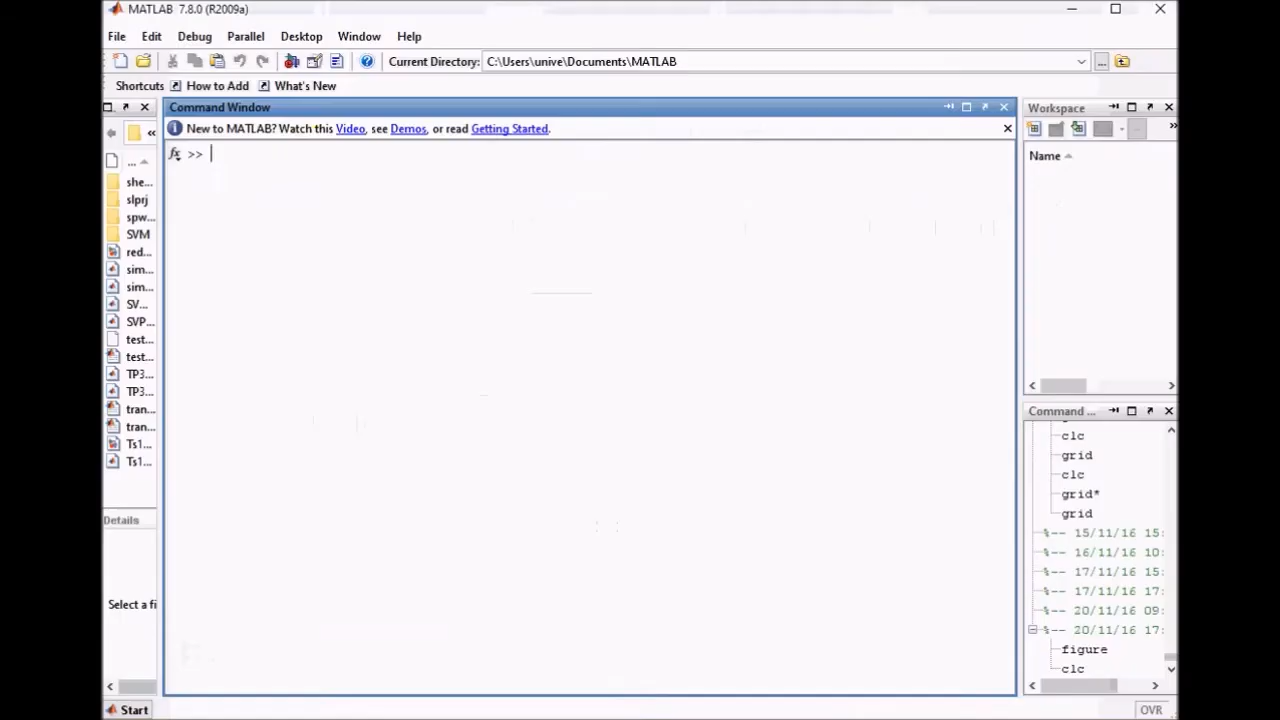 MATLAB 7.8.0 (R2009a)
File Edit Debug Parallel Desktop Window Help
Current Directory: C:\Users\unive\Documents\MATLAB
...
Shortcuts How to Add What's New
Command Window
New to MATLAB? Watch this Video, see Demos, or read Getting Started.
fx >>
«
...
she...
slprj
spw...
SVM
red...
sim...
sim...
SV...
SVP...
test...
test...
TP3...
TP3...
tran...
tran...
Ts1...
Ts1...
Details
Select a fi
Workspace
»
Name
Command ...
clc
grid
clc
grid*
grid
%-- 15/11/16 15:
%-- 16/11/16 10:
%-- 17/11/16 15:
%-- 17/11/16 17:
%-- 20/11/16 09:
%-- 20/11/16 17:
figure
clc
Start
OVR